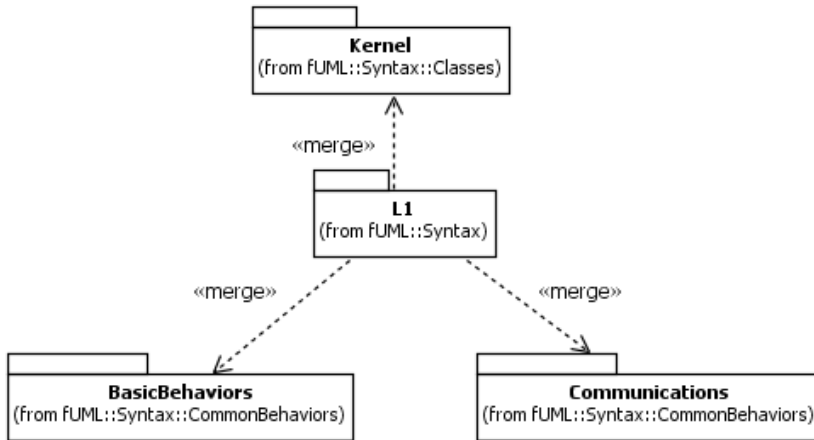 Kernel
(from fUML::Syntax::Classes)
«merge»
L1
(from fUML::Syntax)
«merge»
«merge»
BasicBehaviors
(from fUML::Syntax::CommonBehaviors)
Communications
(from fUML::Syntax::CommonBehaviors)